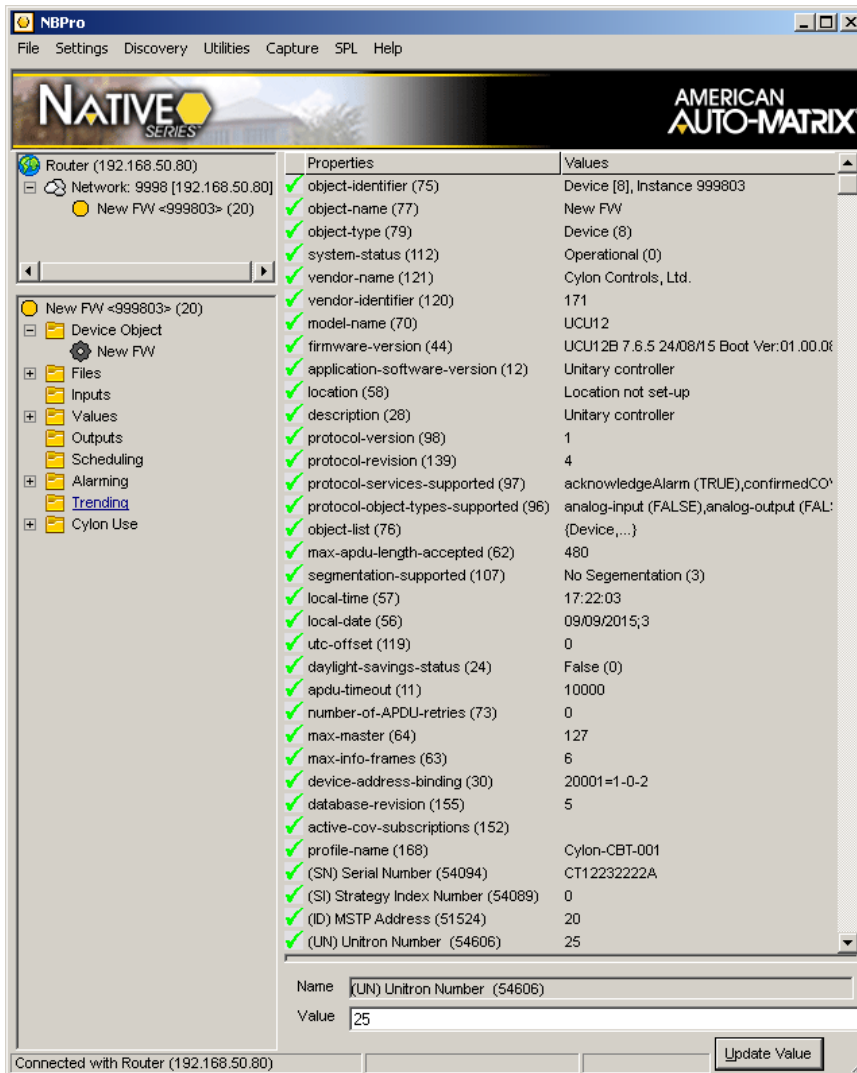 NBPro
File Settings Discovery Utilities Capture SPL Help
NATIVE SERIES
AMERICAN AUTO-MATRIX
Router (192.168.50.80)
Network: 9998 [192.168.50.80]
New FW <999803> (20)
New FW <999803> (20)
Device Object
New FW
Files
Inputs
Values
Outputs
Scheduling
Alarming
Trending
Cylon Use
Properties Values
object-identifier (75) Device [8], Instance 999803
object-name (77) New FW
object-type (79) Device (8)
system-status (112) Operational (0)
vendor-name (121) Cylon Controls, Ltd.
vendor-identifier (120) 171
model-name (70) UCU12
firmware-version (44) UCU12B 7.6.5 24/08/15 Boot Ver:01.00.08
application-software-version (12) Unitary controller
location (58) Location not set-up
description (28) Unitary controller
protocol-version (98) 1
protocol-revision (139) 4
protocol-services-supported (97) acknowledgeAlarm (TRUE),confirmedCOV
protocol-object-types-supported (96) analog-input (FALSE),analog-output (FAL
object-list (76) {Device,...}
max-apdu-length-accepted (62) 480
segmentation-supported (107) No Segementation (3)
local-time (57) 17:22:03
local-date (56) 09/09/2015;3
utc-offset (119) 0
daylight-savings-status (24) False (0)
apdu-timeout (11) 10000
number-of-APDU-retries (73) 0
max-master (64) 127
max-info-frames (63) 6
device-address-binding (30) 20001=1-0-2
database-revision (155) 5
active-cov-subscriptions (152)
profile-name (168) Cylon-CBT-001
(SN) Serial Number (54094) CT12232222A
(SI) Strategy Index Number (54089) 0
(ID) MSTP Address (51524) 20
(UN) Unitron Number (54606) 25
Name (UN) Unitron Number (54606)
Value 25
Update Value
Connected with Router (192.168.50.80)